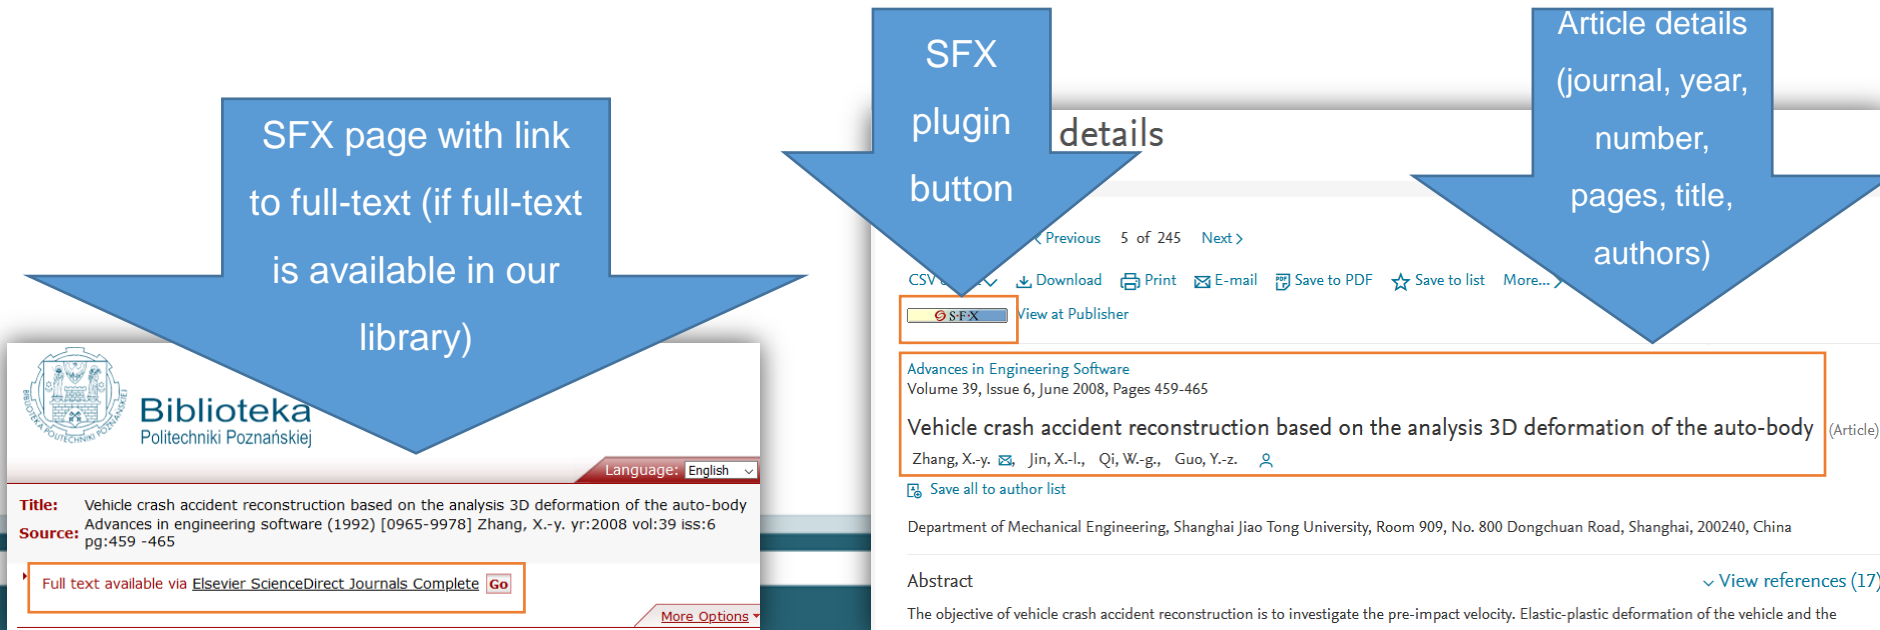 SFX page with link
to full-text (if full-text
is available in our
library)
SFX
plugin
button
Article details
(journal, year,
number,
pages, title,
authors)
Biblioteka
Politechniki Poznańskiej
Language: English
Title: Vehicle crash accident reconstruction based on the analysis 3D deformation of the auto-body
Source: Advances in engineering software (1992) [0965-9978] Zhang, X.-y. yr:2008 vol:39 iss:6
pg:459 -465
Full text available via Elsevier ScienceDirect Journals Complete Go
More Options
details
Previous 5 of 245 Next >
CSV Download Print E-mail Save to PDF Save to list More...
S·F·X View at Publisher
Advances in Engineering Software
Volume 39, Issue 6, June 2008, Pages 459-465
Vehicle crash accident reconstruction based on the analysis 3D deformation of the auto-body (Article)
Zhang, X.-y. , Jin, X.-l., Qi, W.-g., Guo, Y.-z.
Save all to author list
Department of Mechanical Engineering, Shanghai Jiao Tong University, Room 909, No. 800 Dongchuan Road, Shanghai, 200240, China
Abstract
View references (17)
The objective of vehicle crash accident reconstruction is to investigate the pre-impact velocity. Elastic-plastic deformation of the vehicle and the